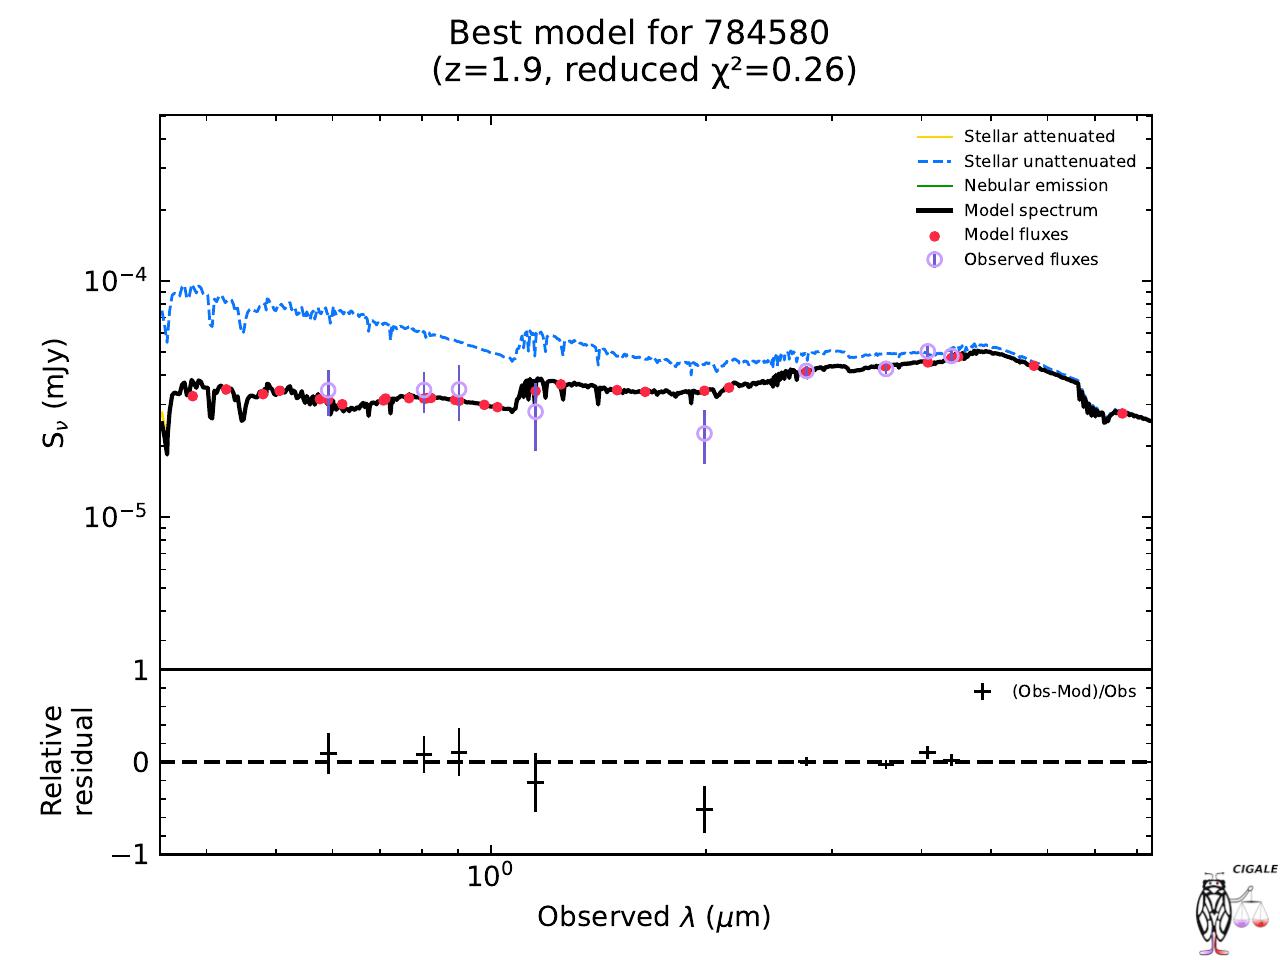 Best model for 784580
(z=1.9, reduced χ²=0.26)
Stellar attenuated
Stellar unattenuated
Nebular emission
Model spectrum
Model fluxes
Observed fluxes
10⁻⁴
10⁻⁵
S_ν (mJy)
1
0
−1
(Obs-Mod)/Obs
Relative
residual
10⁰
Observed λ (μm)
CIGALE